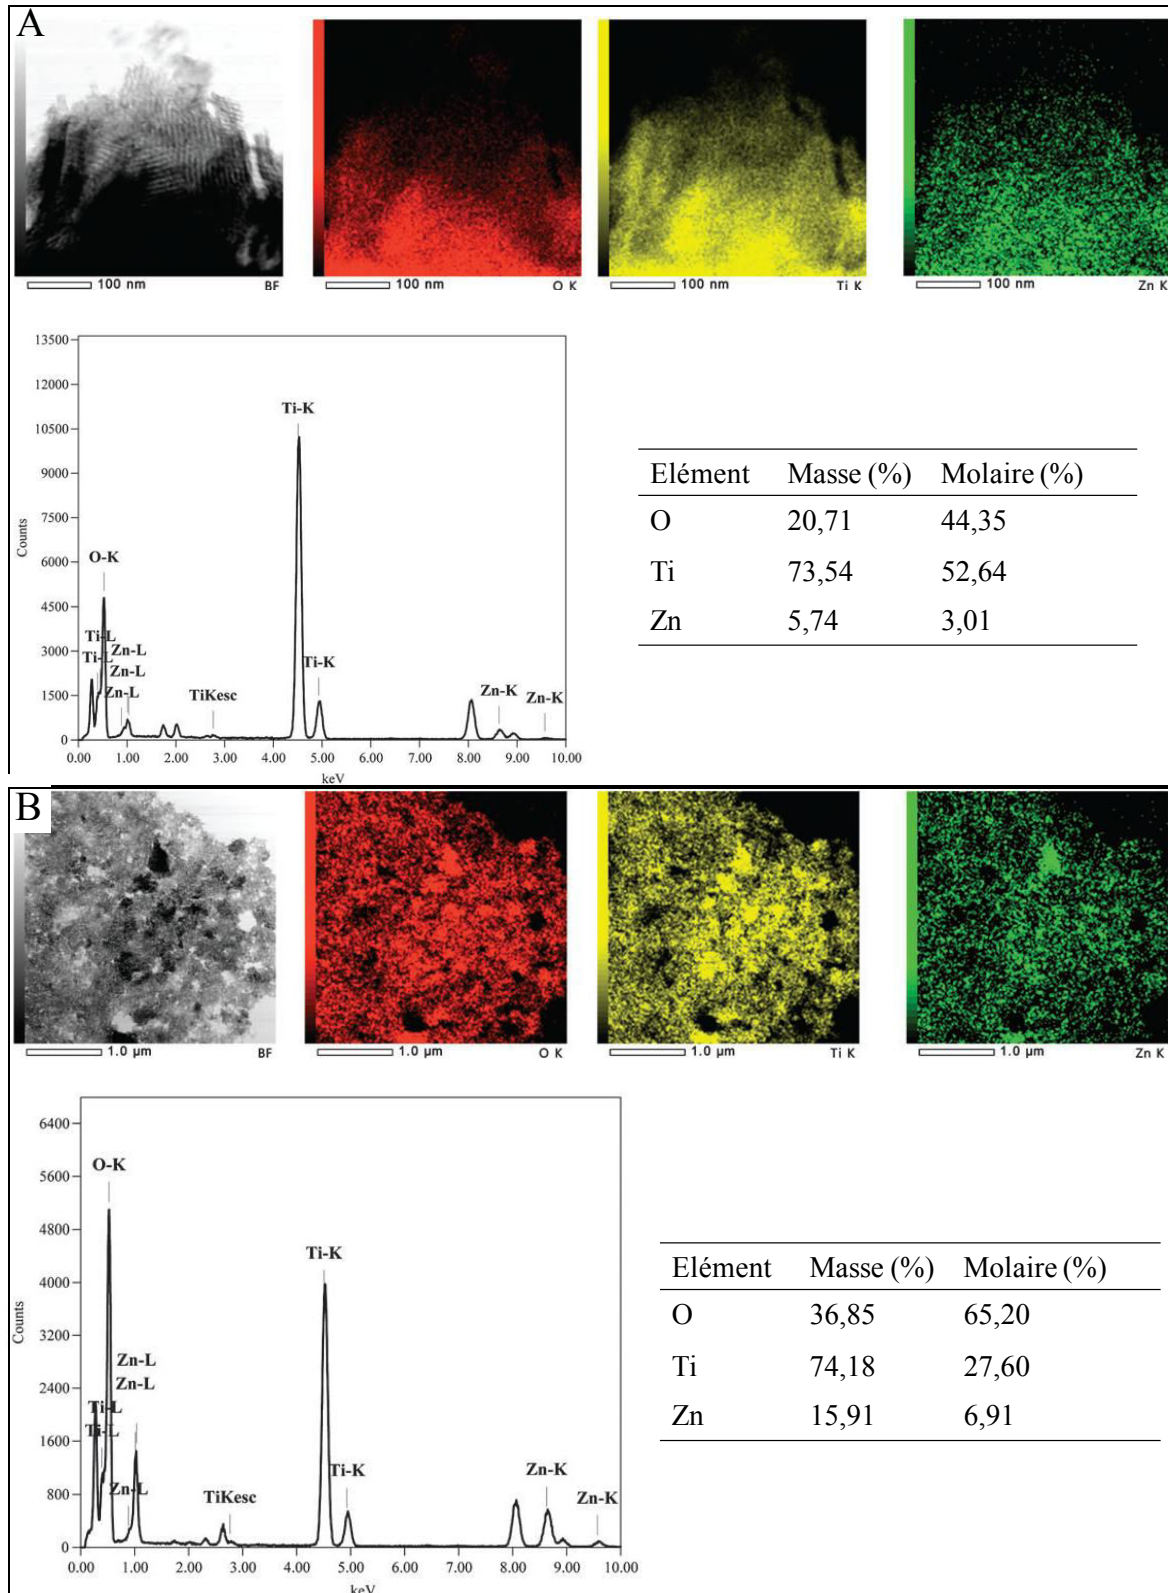 A
100 nm BF
100 nm O K
100 nm Ti K
100 nm Zn K
13500
12000
10500
9000
7500
6000
4500
3000
1500
0
Counts
Ti-K
O-K
Ti-L
Ti-L
Zn-L
Zn-L
Zn-L
TiKesc
Ti-K
Zn-K
Zn-K
0.00 1.00 2.00 3.00 4.00 5.00 6.00 7.00 8.00 9.00 10.00
keV
Elément Masse (%) Molaire (%)
O 20,71 44,35
Ti 73,54 52,64
Zn 5,74 3,01
B
1.0 µm BF
1.0 µm O K
1.0 µm Ti K
1.0 µm Zn K
6400
5600
4800
4000
3200
2400
1600
800
0
Counts
O-K
Ti-K
Zn-L
Zn-L
Ti-L
Ti-L
Zn-L
TiKesc
Ti-K
Zn-K
Zn-K
0.00 1.00 2.00 3.00 4.00 5.00 6.00 7.00 8.00 9.00 10.00
keV
Elément Masse (%) Molaire (%)
O 36,85 65,20
Ti 74,18 27,60
Zn 15,91 6,91